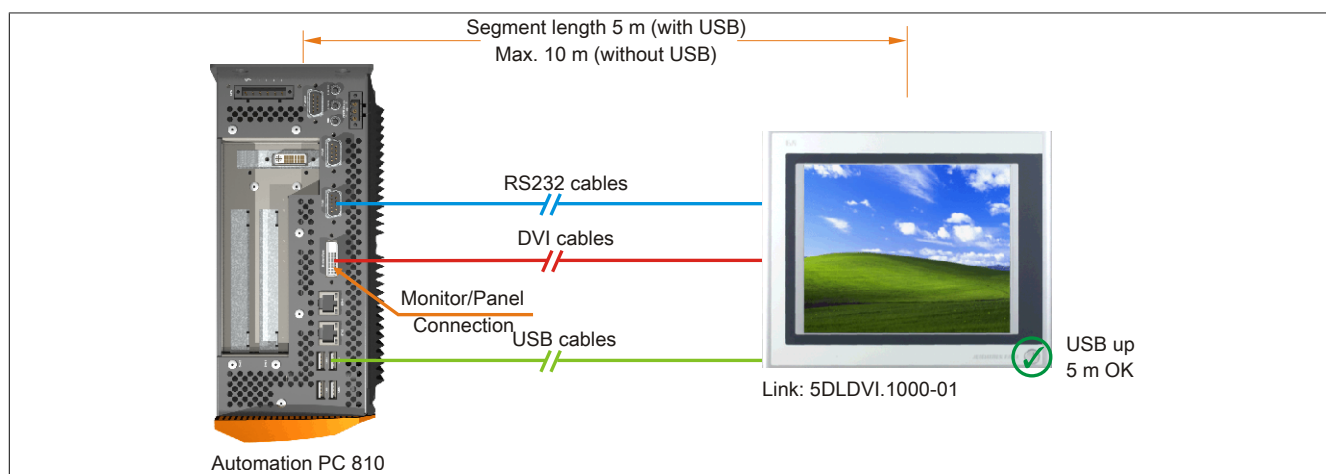 Segment length 5 m (with USB)
Max. 10 m (without USB)
RS232 cables
DVI cables
Monitor/Panel
Connection
USB cables
USB up
5 m OK
Link: 5DLDVI.1000-01
Automation PC 810